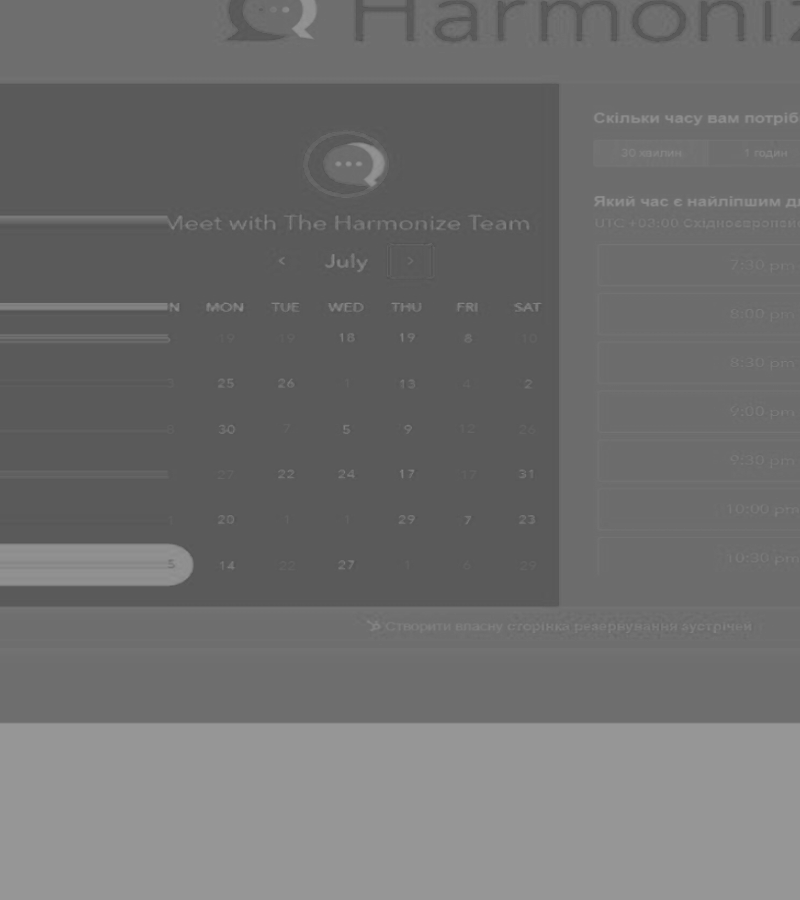 Harmoniz
Meet with The Harmonize Team
July
N MON TUE WED THU FRI SAT
19 19 18 19 8 10
3 25 26 1 13 4 2
8 30 7 5 9 12 26
27 22 24 17 17 31
1 20 1 1 29 7 23
5 14 22 27 1 6 29
Скільки часу вам потріб
30 хвилин 1 годин
Який час є найліпшим д
UTC +03:00 Східноєвропейс
7:30 pm
8:00 pm
8:30 pm
9:00 pm
9:30 pm
10:00 pm
10:30 pm
Створити власну сторінка резервування зустрічей